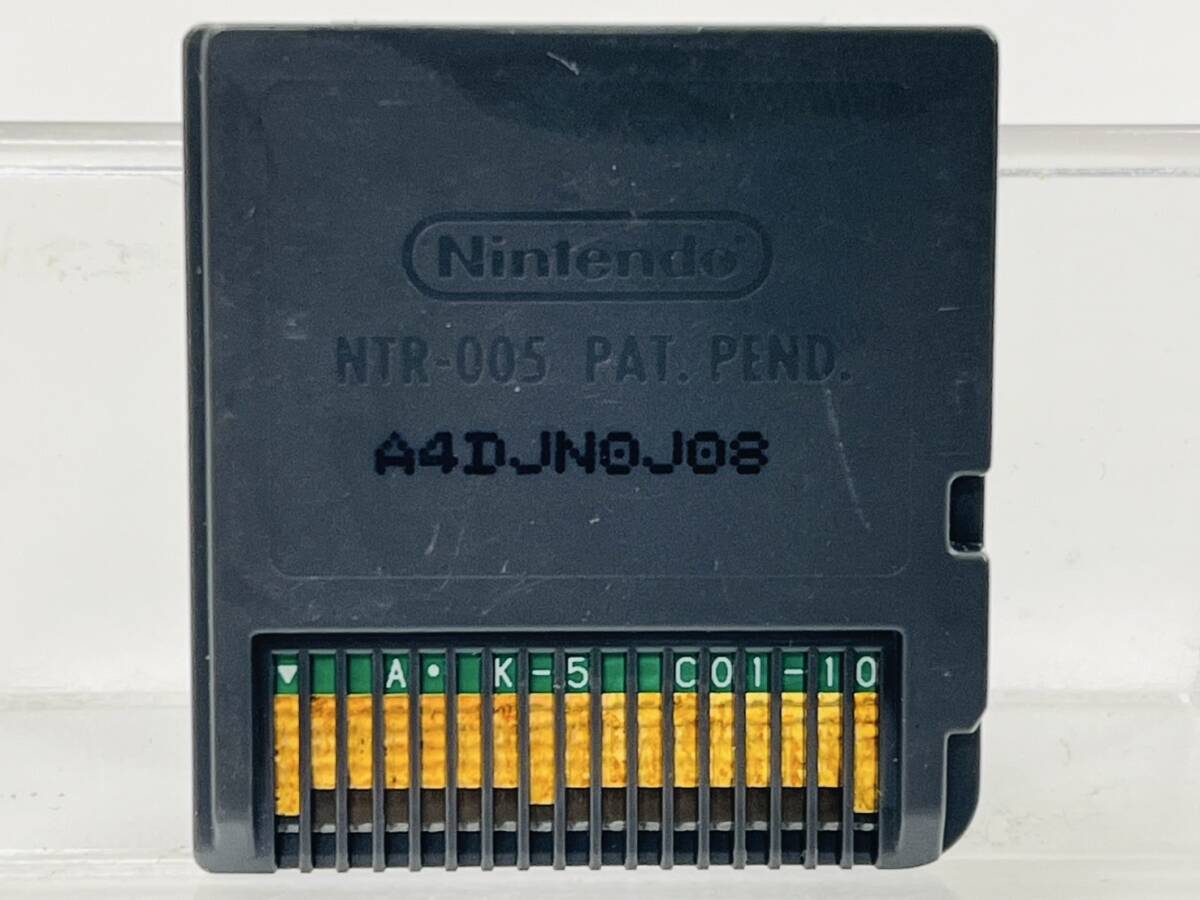 Nintendo
NTR-005 PAT. PEND.
A4DJN0J08
▼ A • K-5 C01-10